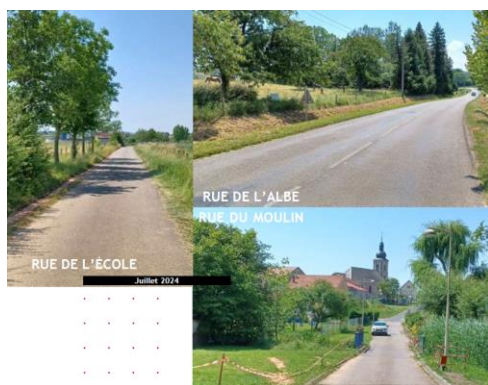 RUE DE L'ALBE
RUE DU MOULIN
RUE DE L'ÉCOLE
Juillet 2024